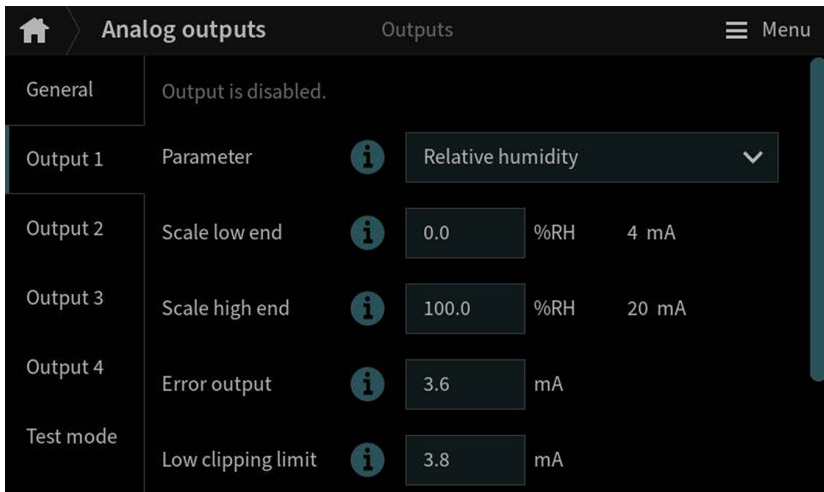 Analog outputs Outputs Menu
General
Output 1
Output 2
Output 3
Output 4
Test mode
Output is disabled.
Parameter i Relative humidity
Scale low end i 0.0 %RH 4 mA
Scale high end i 100.0 %RH 20 mA
Error output i 3.6 mA
Low clipping limit i 3.8 mA